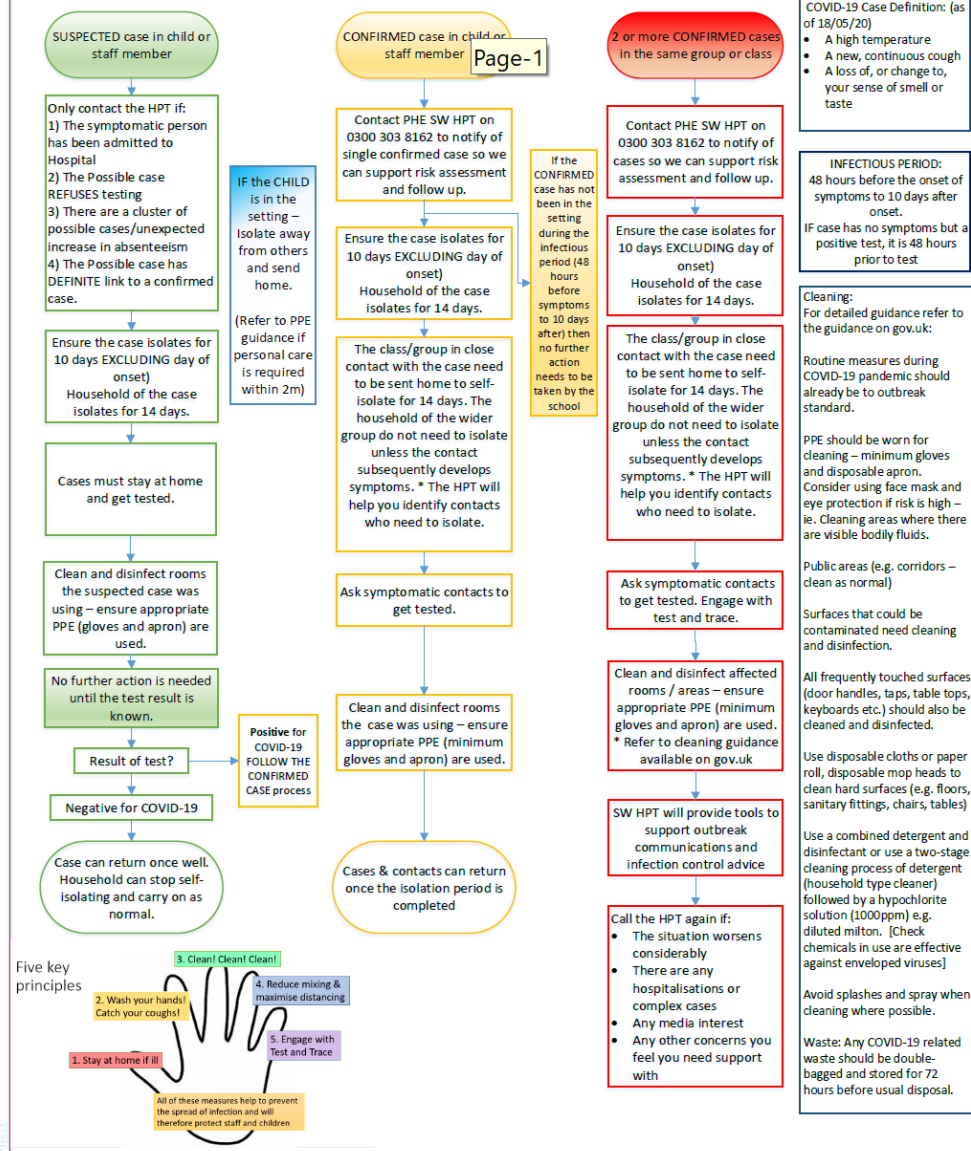 SUSPECTED case in child or
staff member
Only contact the HPT if:
1) The symptomatic person
has been admitted to
Hospital
2) The Possible case
REFUSES testing
3) There are a cluster of
possible cases/unexpected
increase in absenteeism
4) The Possible case has
DEFINITE link to a confirmed
case.
Ensure the case isolates for
10 days EXCLUDING day of
onset)
Household of the case
isolates for 14 days.
Cases must stay at home
and get tested.
Clean and disinfect rooms
the suspected case was
using – ensure appropriate
PPE (gloves and apron) are
used.
No further action is needed
until the test result is
known.
Result of test?
Negative for COVID-19
Case can return once well.
Household can stop self-
isolating and carry on as
normal.
IF the CHILD
is in the
setting –
Isolate away
from others
and send
home.
(Refer to PPE
guidance if
personal care
is required
within 2m)
Positive for
COVID-19
FOLLOW THE
CONFIRMED
CASE process
CONFIRMED case in child or
staff member
Page-1
Contact PHE SW HPT on
0300 303 8162 to notify of
single confirmed case so we
can support risk assessment
and follow up.
Ensure the case isolates for
10 days EXCLUDING day of
onset)
Household of the case
isolates for 14 days.
The class/group in close
contact with the case need
to be sent home to self-
isolate for 14 days. The
household of the wider
group do not need to isolate
unless the contact
subsequently develops
symptoms. * The HPT will
help you identify contacts
who need to isolate.
Ask symptomatic contacts to
get tested.
Clean and disinfect rooms
the case was using – ensure
appropriate PPE (minimum
gloves and apron) are used.
Cases & contacts can return
once the isolation period is
completed
If the
CONFIRMED
case has not
been in the
setting
during the
infectious
period (48
hours
before
symptoms
to 10 days
after) then
no further
action
needs to be
taken by the
school
2 or more CONFIRMED cases
in the same group or class
Contact PHE SW HPT on
0300 303 8162 to notify of
cases so we can support risk
assessment and follow up.
Ensure the case isolates for
10 days EXCLUDING day of
onset)
Household of the case
isolates for 14 days.
The class/group in close
contact with the case need
to be sent home to self-
isolate for 14 days. The
household of the wider
group do not need to isolate
unless the contact
subsequently develops
symptoms. * The HPT will
help you identify contacts
who need to isolate.
Ask symptomatic contacts
to get tested. Engage with
test and trace.
Clean and disinfect affected
rooms / areas – ensure
appropriate PPE (minimum
gloves and apron) are used.
* Refer to cleaning guidance
available on gov.uk
SW HPT will provide tools to
support outbreak
communications and
infection control advice
Call the HPT again if:
• The situation worsens
considerably
• There are any
hospitalisations or
complex cases
• Any media interest
• Any other concerns you
feel you need support
with
COVID-19 Case Definition: (as
of 18/05/20)
• A high temperature
• A new, continuous cough
• A loss of, or change to,
your sense of smell or
taste
INFECTIOUS PERIOD:
48 hours before the onset of
symptoms to 10 days after
onset.
IF case has no symptoms but a
positive test, it is 48 hours
prior to test
Cleaning:
For detailed guidance refer to
the guidance on gov.uk:
Routine measures during
COVID-19 pandemic should
already be to outbreak
standard.
PPE should be worn for
cleaning – minimum gloves
and disposable apron.
Consider using face mask and
eye protection if risk is high –
ie. Cleaning areas where there
are visible bodily fluids.
Public areas (e.g. corridors –
clean as normal)
Surfaces that could be
contaminated need cleaning
and disinfection.
All frequently touched surfaces
(door handles, taps, table tops,
keyboards etc.) should also be
cleaned and disinfected.
Use disposable cloths or paper
roll, disposable mop heads to
clean hard surfaces (e.g. floors,
sanitary fittings, chairs, tables)
Use a combined detergent and
disinfectant or use a two-stage
cleaning process of detergent
(household type cleaner)
followed by a hypochlorite
solution (1000ppm) e.g.
diluted milton. [Check
chemicals in use are effective
against enveloped viruses]
Avoid splashes and spray when
cleaning where possible.
Waste: Any COVID-19 related
waste should be double-
bagged and stored for 72
hours before usual disposal.
Five key
principles
1. Stay at home if ill
2. Wash your hands!
Catch your coughs!
3. Clean! Clean! Clean!
4. Reduce mixing &
maximise distancing
5. Engage with
Test and Trace
All of these measures help to prevent
the spread of infection and will
therefore protect staff and children